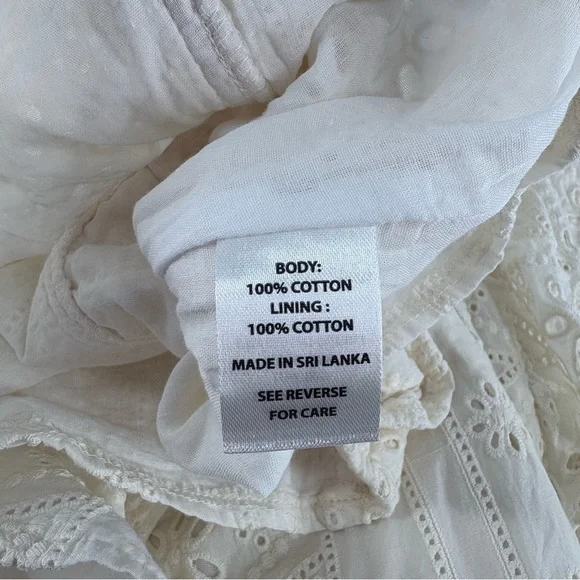 BODY:
100% COTTON
LINING :
100% COTTON
MADE IN SRI LANKA
SEE REVERSE
FOR CARE